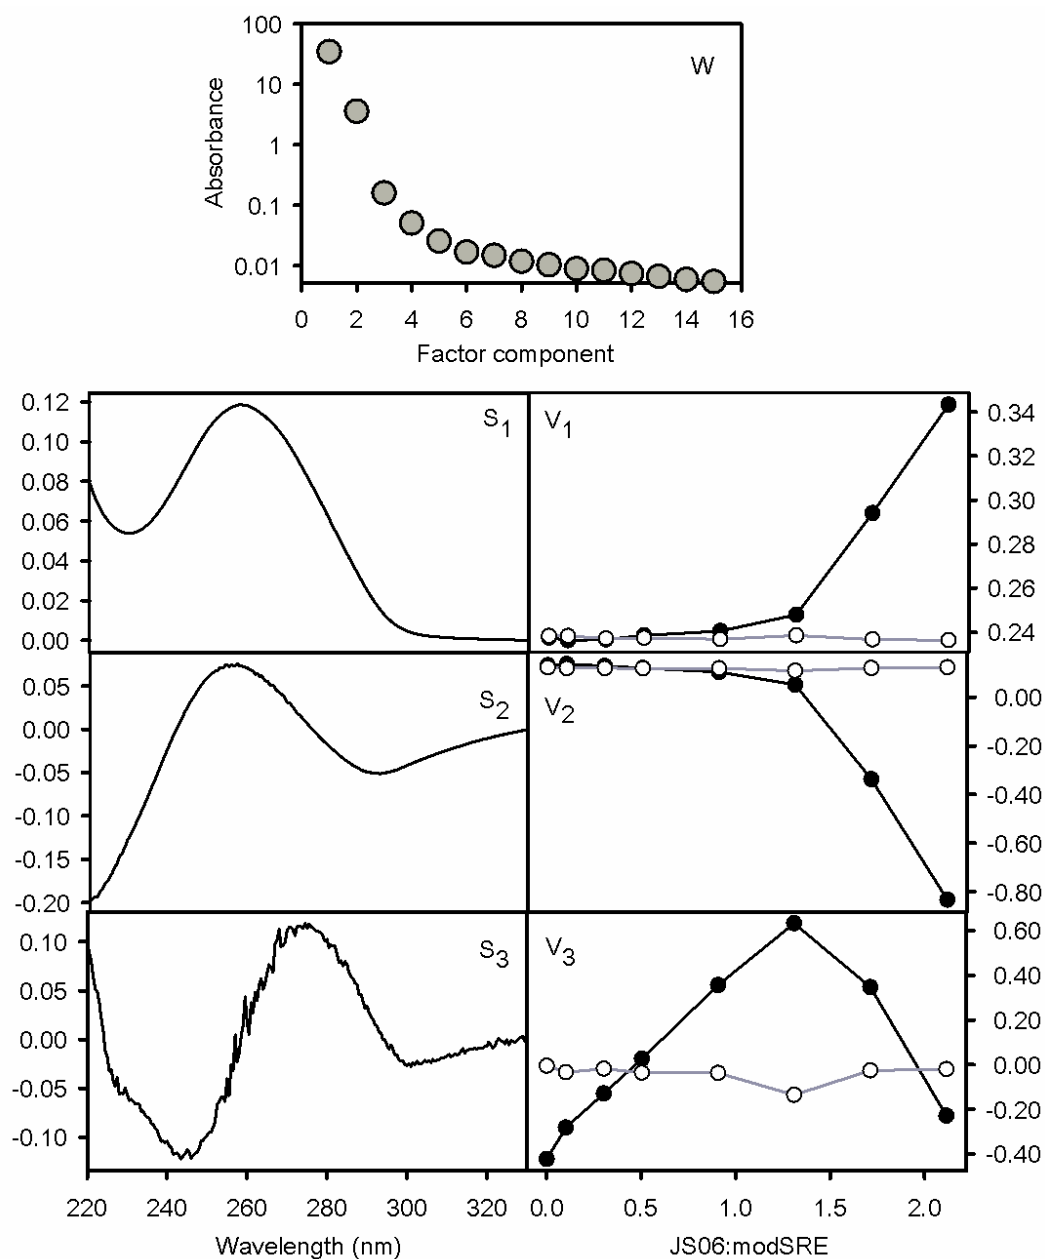 100
W
10
1
0.1
0.01
Absorbance
0 2 4 6 8 10 12 14 16
Factor component
0.12
S1
V1
0.34
0.10
0.32
0.08
0.30
0.06
0.28
0.04
0.26
0.02
0.24
0.00
0.05
S2
V2
0.00
0.00
-0.20
-0.05
-0.40
-0.10
-0.60
-0.15
-0.80
-0.20
0.10
S3
V3
0.60
0.05
0.40
0.20
0.00
0.00
-0.05
-0.20
-0.10
-0.40
220 240 260 280 300 320
0.0 0.5 1.0 1.5 2.0
Wavelength (nm)
JS06:modSRE